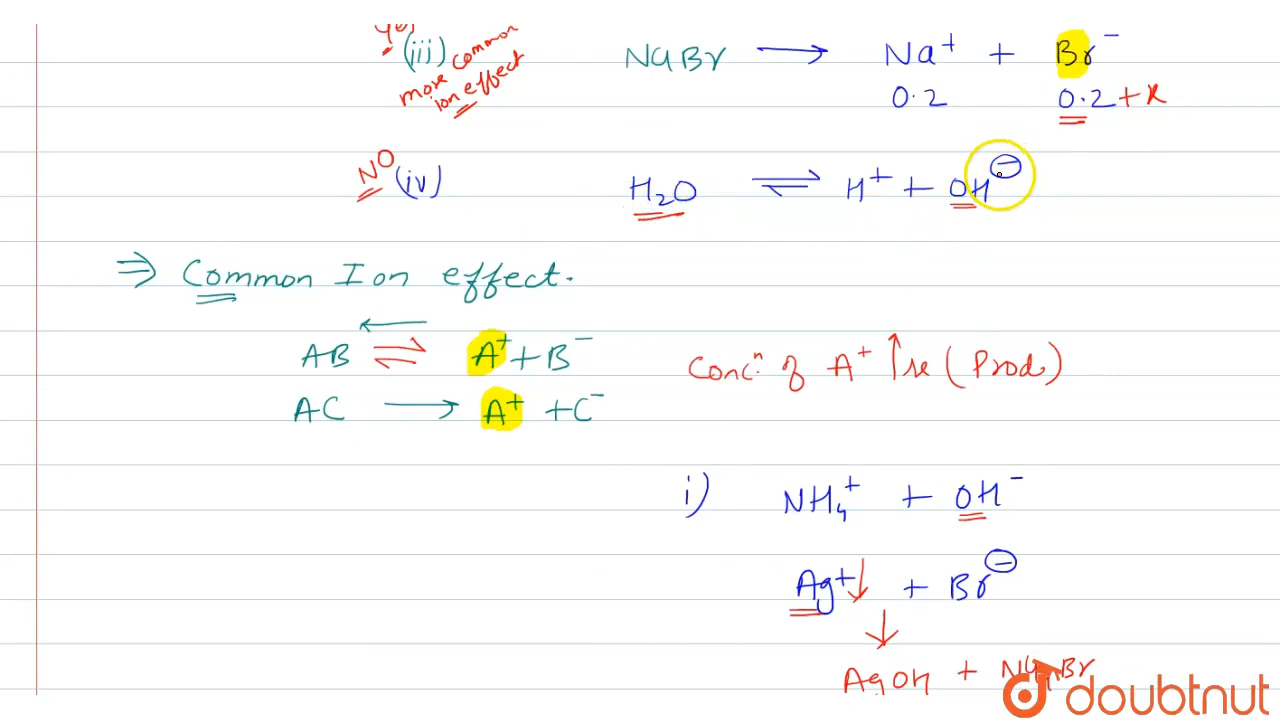 yes
(iii) NaBr ⟶ Na⁺ + Br⁻
more common
ion effect
0.2 0.2 + x
NO (iv) H₂O ⇌ H⁺ + OH⁻
⇒ Common Ion effect.
AB ⇌ A⁺ + B⁻
Concⁿ of A⁺ ↑se (Prod)
AC ⟶ A⁺ + C⁻
i) NH₄⁺ + OH⁻
Ag⁺ ↓ + Br⁻
↓
AgOH + NH₄Br
doubtnut